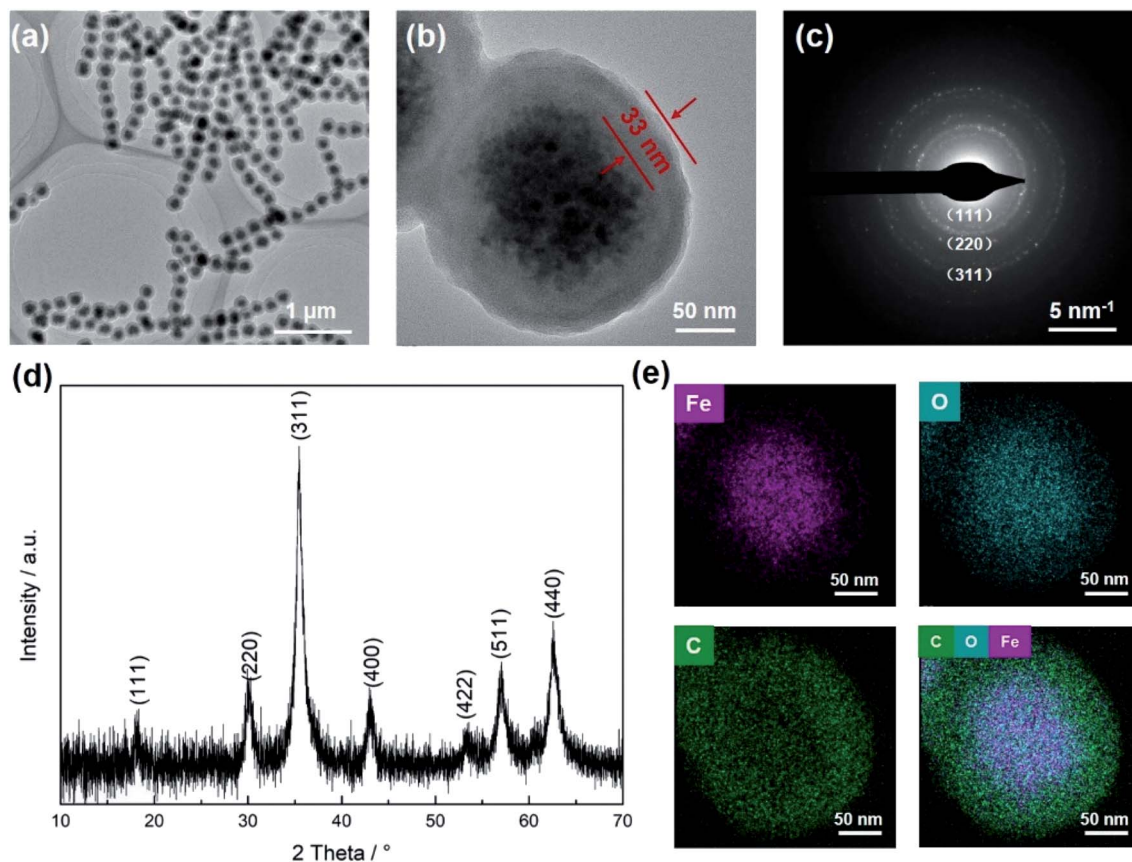 (a)
1 μm
(b)
33 nm
50 nm
(c)
(111)
(220)
(311)
5 nm⁻¹
(d)
Intensity / a.u.
(111)
(220)
(311)
(400)
(422)
(511)
(440)
10 20 30 40 50 60 70
2 Theta / °
(e)
Fe
50 nm
O
50 nm
C
50 nm
C O Fe
50 nm